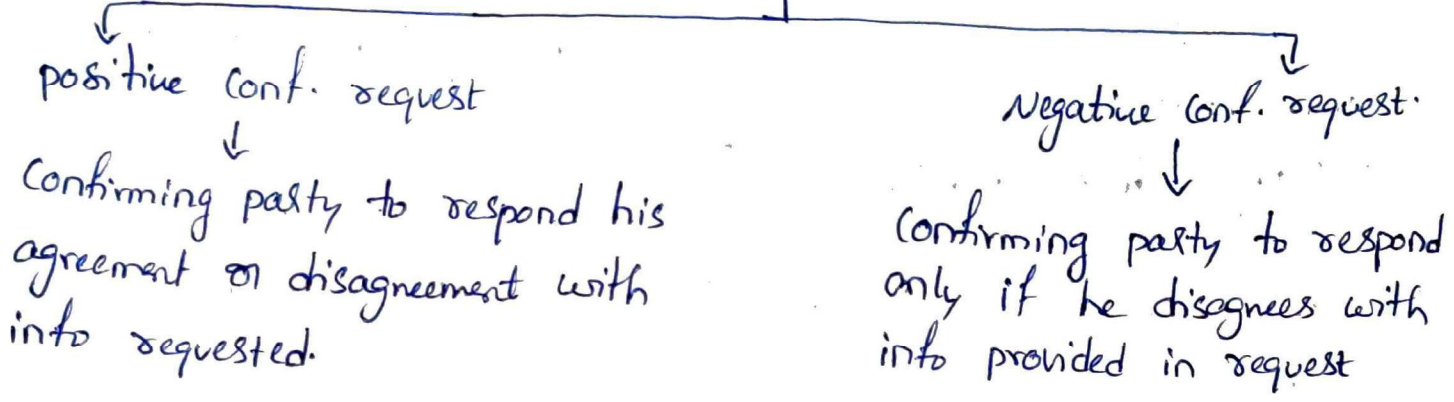 positive conf. request
Confirming party to respond his
agreement or disagreement with
info requested.
Negative conf. request.
Confirming party to respond
only if he disagrees with
info provided in request